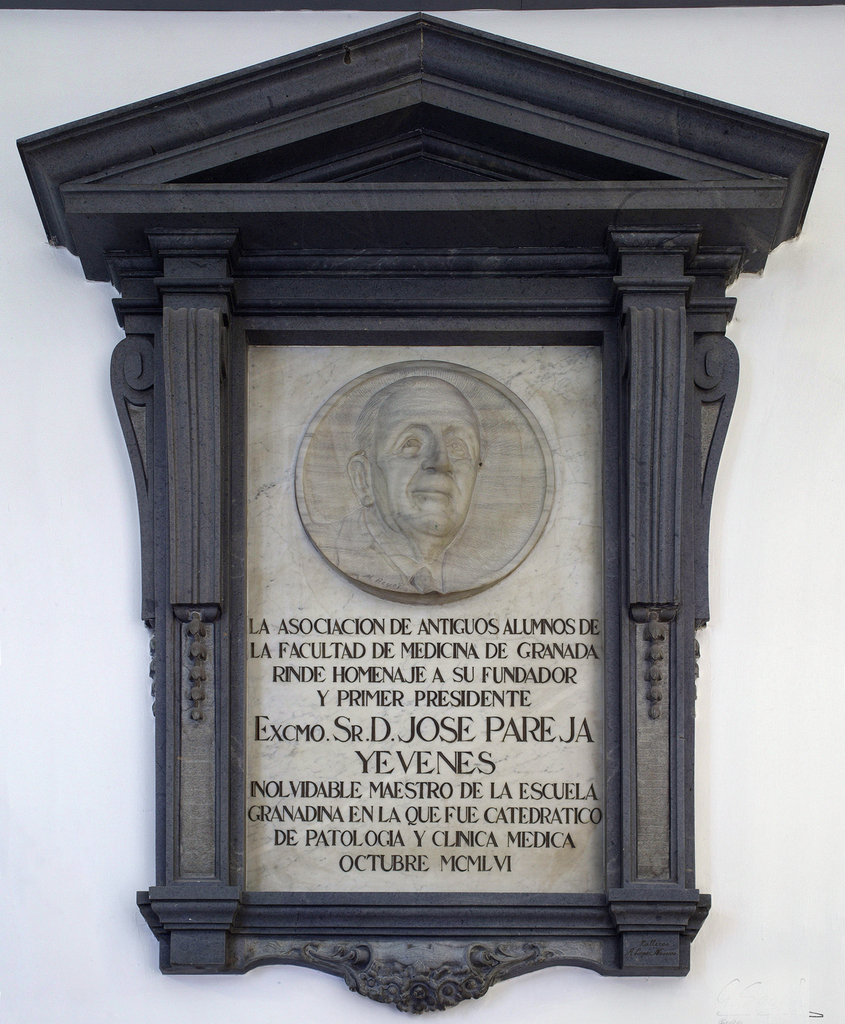 LA ASOCIACION DE ANTIGUOS ALUMNOS DE
LA FACULTAD DE MEDICINA DE GRANADA
RINDE HOMENAJE A SU FUNDADOR
Y PRIMER PRESIDENTE
EXCMO. SR. D. JOSE PAREJA
YEVENES
INOLVIDABLE MAESTRO DE LA ESCUELA
GRANADINA EN LA QUE FUE CATEDRATICO
DE PATOLOGIA Y CLINICA MEDICA
OCTUBRE MCMLVI